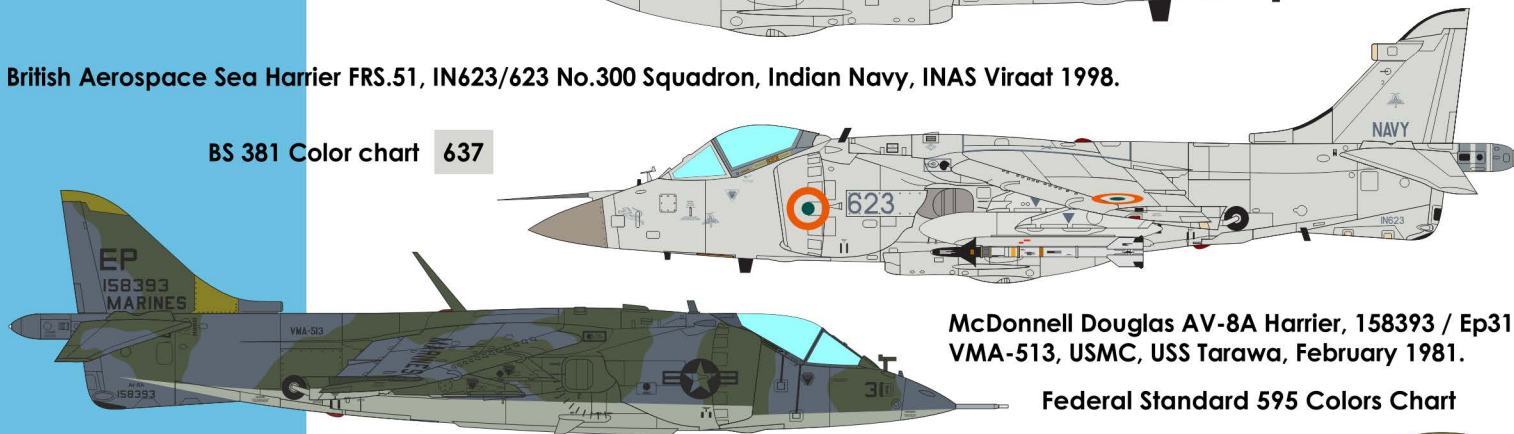 British Aerospace Sea Harrier FRS.51, IN623/623 No.300 Squadron, Indian Navy, INAS Viraat 1998.
BS 381 Color chart 637
NAVY
623
IN623
EP
158393
MARINES
VMA-513
MARINES
AV-8A
158393
31
McDonnell Douglas AV-8A Harrier, 158393 / Ep31
VMA-513, USMC, USS Tarawa, February 1981.
Federal Standard 595 Colors Chart